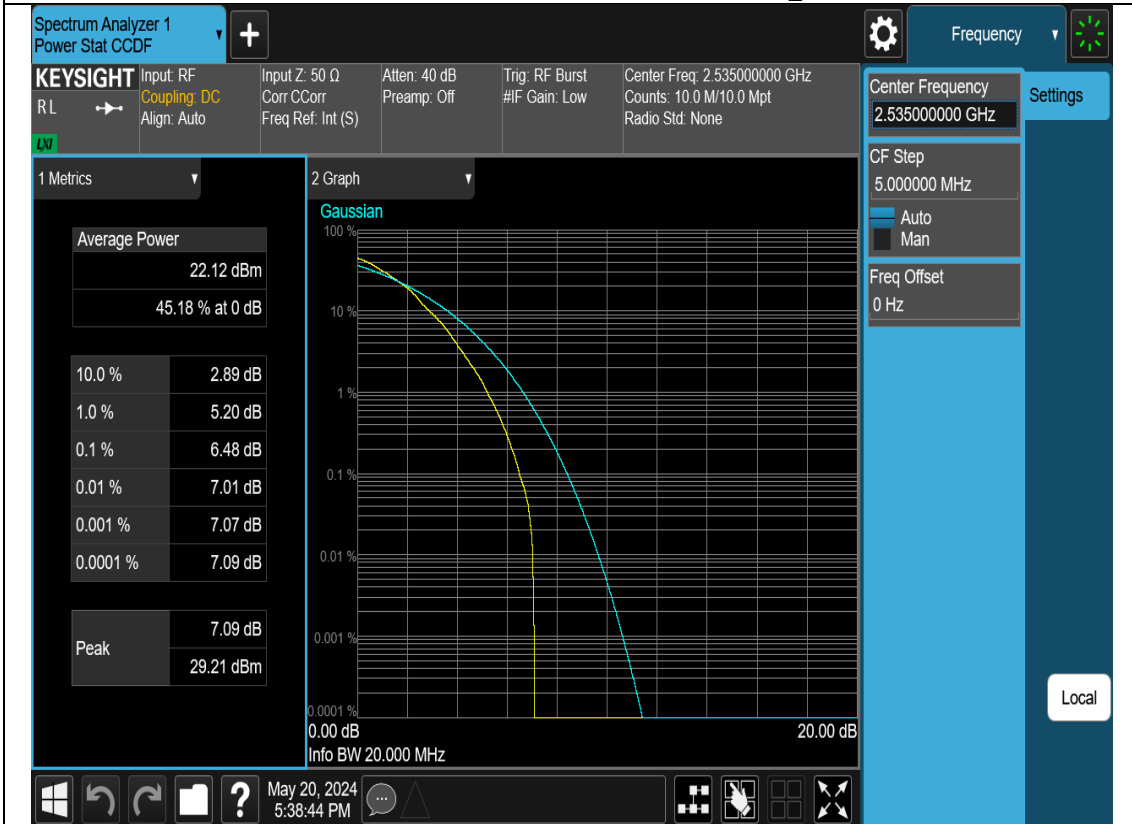 Spectrum Analyzer 1
Power Stat CCDF
Frequency
KEYSIGHT
RL
LXI
Input: RF
Coupling: DC
Align: Auto
Input Z: 50 Ω
Corr CCorr
Freq Ref: Int (S)
Atten: 40 dB
Preamp: Off
Trig: RF Burst
#IF Gain: Low
Center Freq: 2.535000000 GHz
Counts: 10.0 M/10.0 Mpt
Radio Std: None
Center Frequency
2.535000000 GHz
Settings
CF Step
5.000000 MHz
Auto
Man
Freq Offset
0 Hz
1 Metrics
Average Power
22.12 dBm
45.18 % at 0 dB
10.0 % 2.89 dB
1.0 % 5.20 dB
0.1 % 6.48 dB
0.01 % 7.01 dB
0.001 % 7.07 dB
0.0001 % 7.09 dB
Peak
7.09 dB
29.21 dBm
2 Graph
Gaussian
100 %
10 %
1 %
0.1 %
0.01 %
0.001 %
0.0001 %
0.00 dB 20.00 dB
Info BW 20.000 MHz
Local
?
May 20, 2024
5:38:44 PM